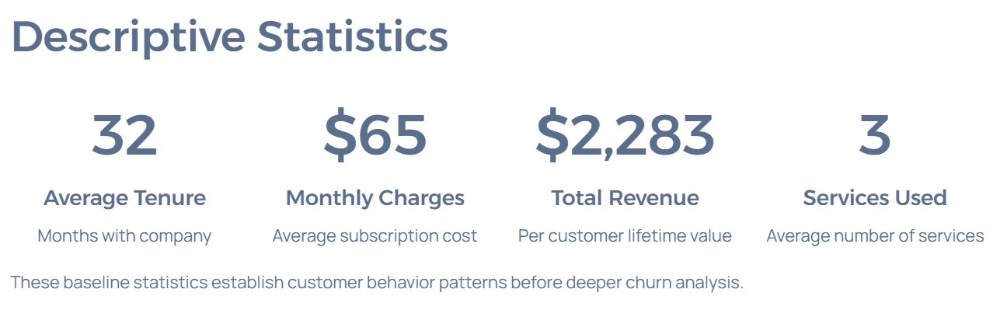 Descriptive Statistics
32
$65
$2,283
3
Average Tenure
Monthly Charges
Total Revenue
Services Used
Months with company
Average subscription cost
Per customer lifetime value
Average number of services
These baseline statistics establish customer behavior patterns before deeper churn analysis.